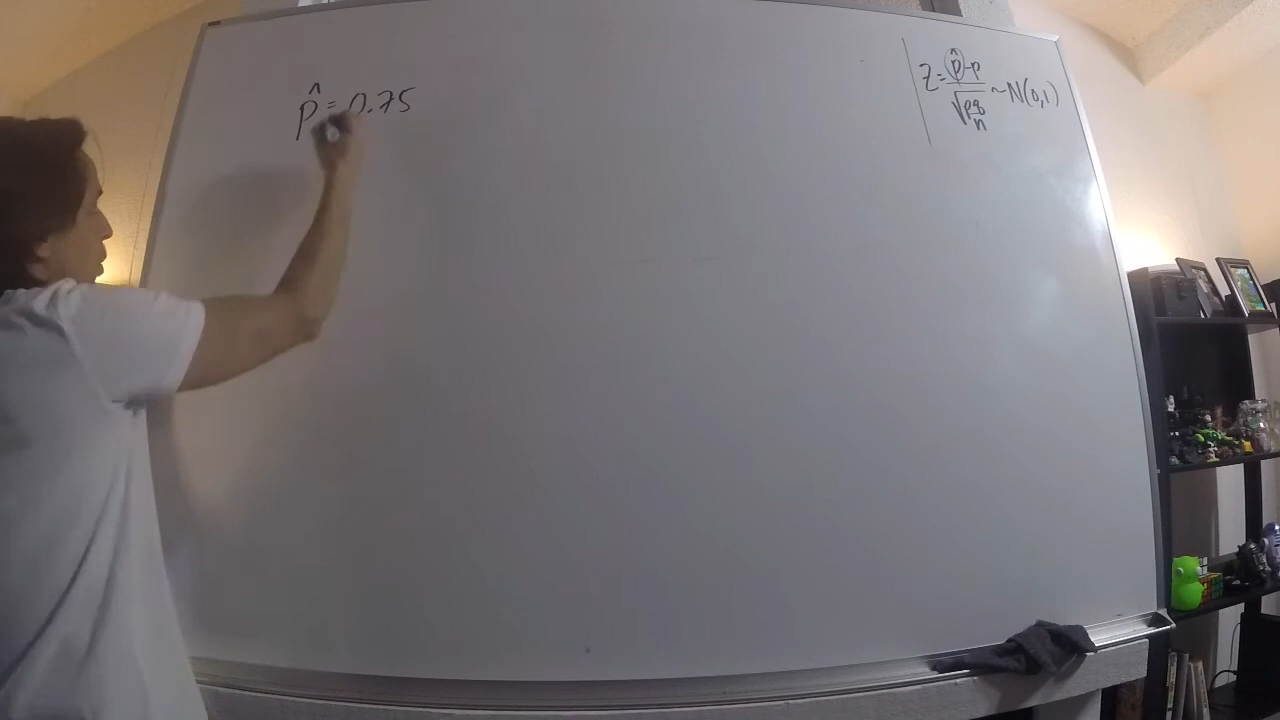 p̂ = 0.75
Z = p̂ - p / √(pq/n) ~ N(0,1)